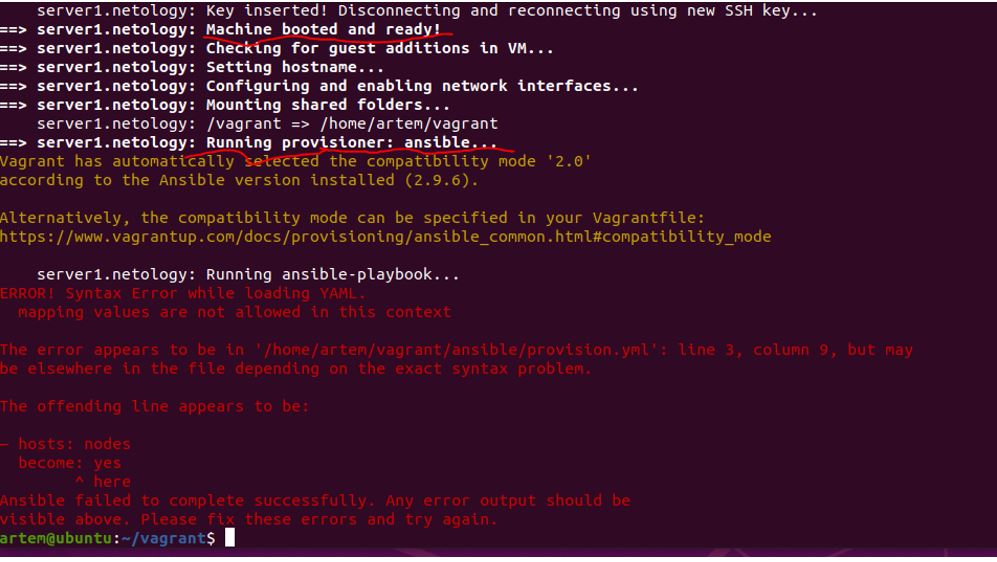 server1.netology: Key inserted! Disconnecting and reconnecting using new SSH key...
==> server1.netology: Machine booted and ready!
==> server1.netology: Checking for guest additions in VM...
==> server1.netology: Setting hostname...
==> server1.netology: Configuring and enabling network interfaces...
==> server1.netology: Mounting shared folders...
server1.netology: /vagrant => /home/artem/vagrant
==> server1.netology: Running provisioner: ansible...
Vagrant has automatically selected the compatibility mode '2.0'
according to the Ansible version installed (2.9.6).
Alternatively, the compatibility mode can be specified in your Vagrantfile:
https://www.vagrantup.com/docs/provisioning/ansible_common.html#compatibility_mode
server1.netology: Running ansible-playbook...
ERROR! Syntax Error while loading YAML.
mapping values are not allowed in this context
The error appears to be in '/home/artem/vagrant/ansible/provision.yml': line 3, column 9, but may
be elsewhere in the file depending on the exact syntax problem.
The offending line appears to be:
– hosts: nodes
become: yes
^ here
Ansible failed to complete successfully. Any error output should be
visible above. Please fix these errors and try again.
artem@ubuntu:~/vagrant$